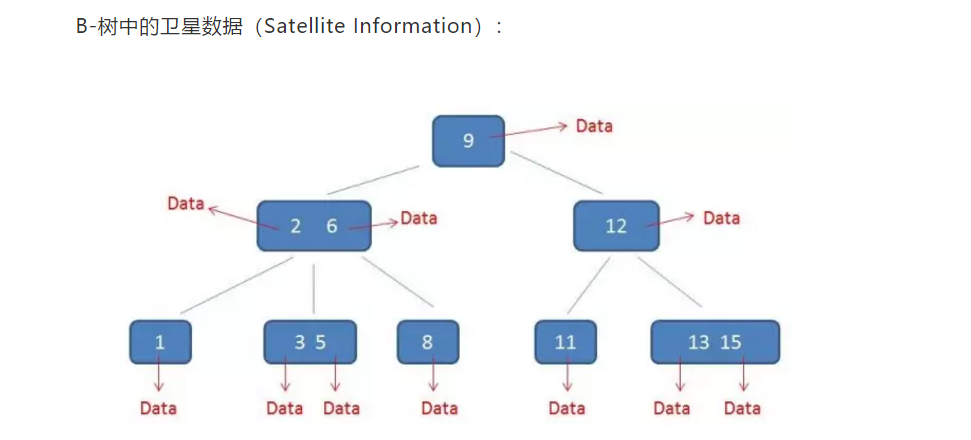 B-树中的卫星数据（Satellite Information）:
9 Data
Data 2 6 Data 12 Data
1 3 5 8 11 13 15
Data Data Data Data Data Data Data